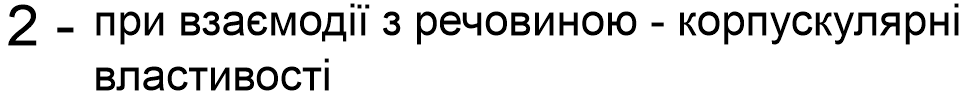 2 - при взаємодії з речовиною - корпускулярні
властивості